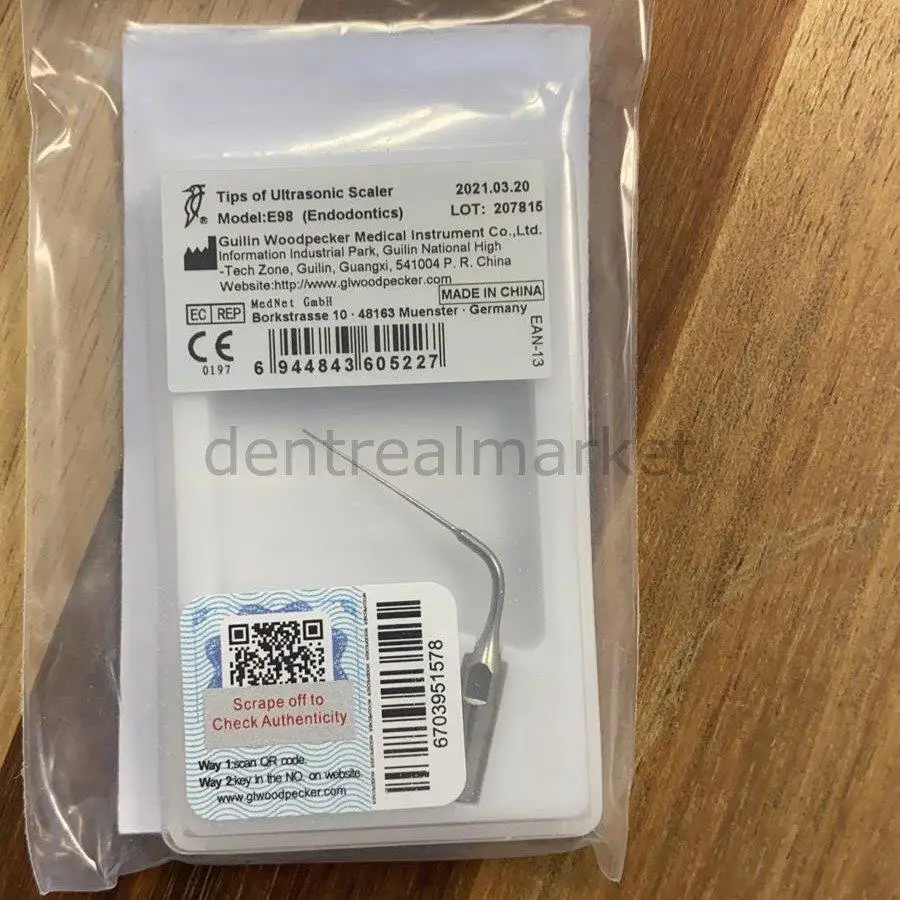 Tips of Ultrasonic Scaler
2021.03.20
Model:E98 (Endodontics)
LOT: 207815
®
Guilin Woodpecker Medical Instrument Co.,Ltd.
Information Industrial Park, Guilin National High
-Tech Zone, Guilin, Guangxi, 541004 P. R. China
Website:http://www.glwoodpecker.com
MADE IN CHINA
EC REP
MedNet GmbH
Borkstrasse 10 · 48163 Muenster · Germany
CE
0197
6 944843 605227
EAN-13
dentrealmarket
Scrape off to
Check Authenticity
Way 1:scan QR code.
Way 2:key in the NO. on website.
www.glwoodpecker.com
6703951578